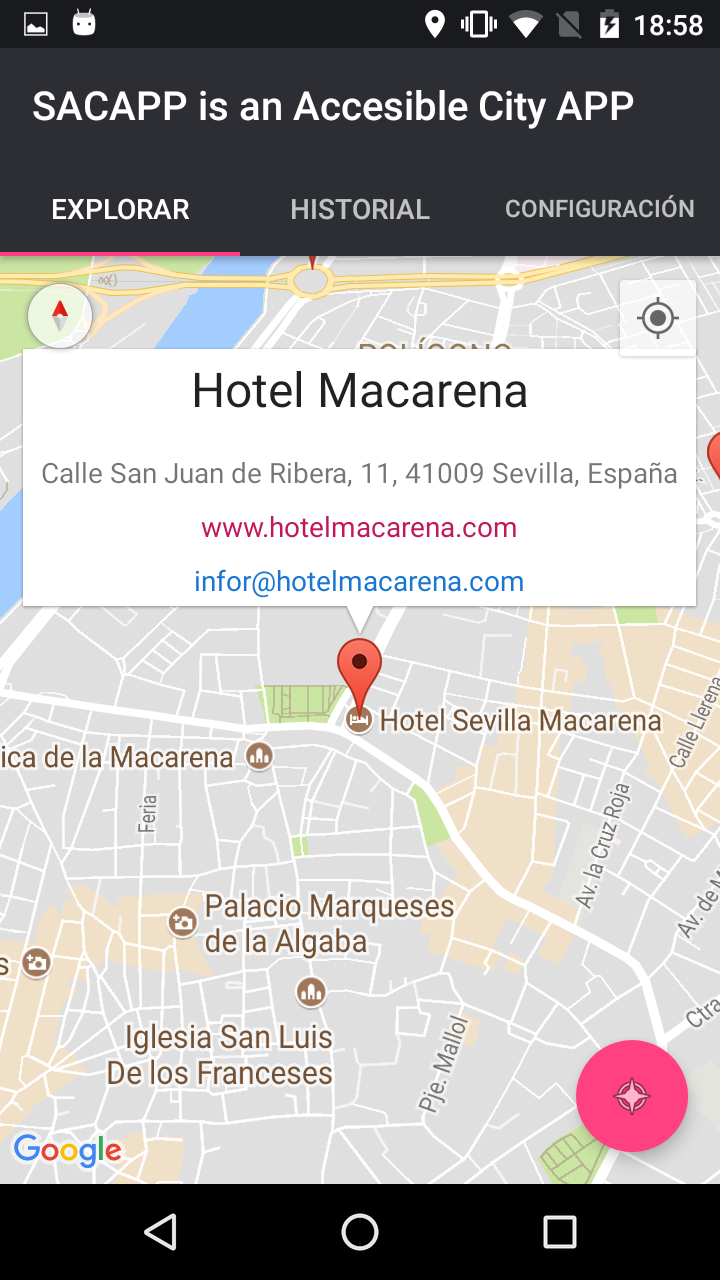 18:58
SACAPP is an Accesible City APP
EXPLORAR
HISTORIAL
CONFIGURACIÓN
Hotel Macarena
Calle San Juan de Ribera, 11, 41009 Sevilla, España
www.hotelmacarena.com
infor@hotelmacarena.com
Hotel Sevilla Macarena
Calle Llerena
ica de la Macarena
Feria
Av. la Cruz Roja
Palacio Marqueses
de la Algaba
Av. de M
s
Iglesia San Luis
De los Franceses
Pje. Mallol
Ctra
Google